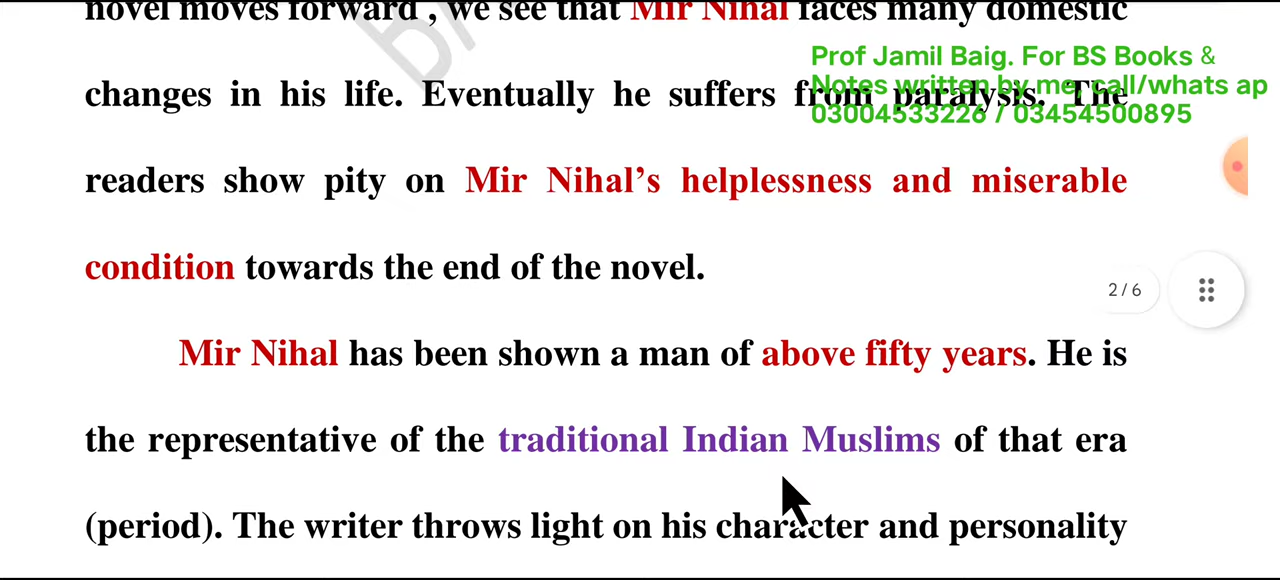 novel moves forward , we see that Mir Nihal faces many domestic
Prof Jamil Baig. For BS Books &
Notes written by me, call/whats ap
03004533226 / 03454500895
changes in his life. Eventually he suffers from paralysis. The
readers show pity on Mir Nihal’s helplessness and miserable
condition towards the end of the novel.
2 / 6
Mir Nihal has been shown a man of above fifty years. He is
the representative of the traditional Indian Muslims of that era
(period). The writer throws light on his character and personality